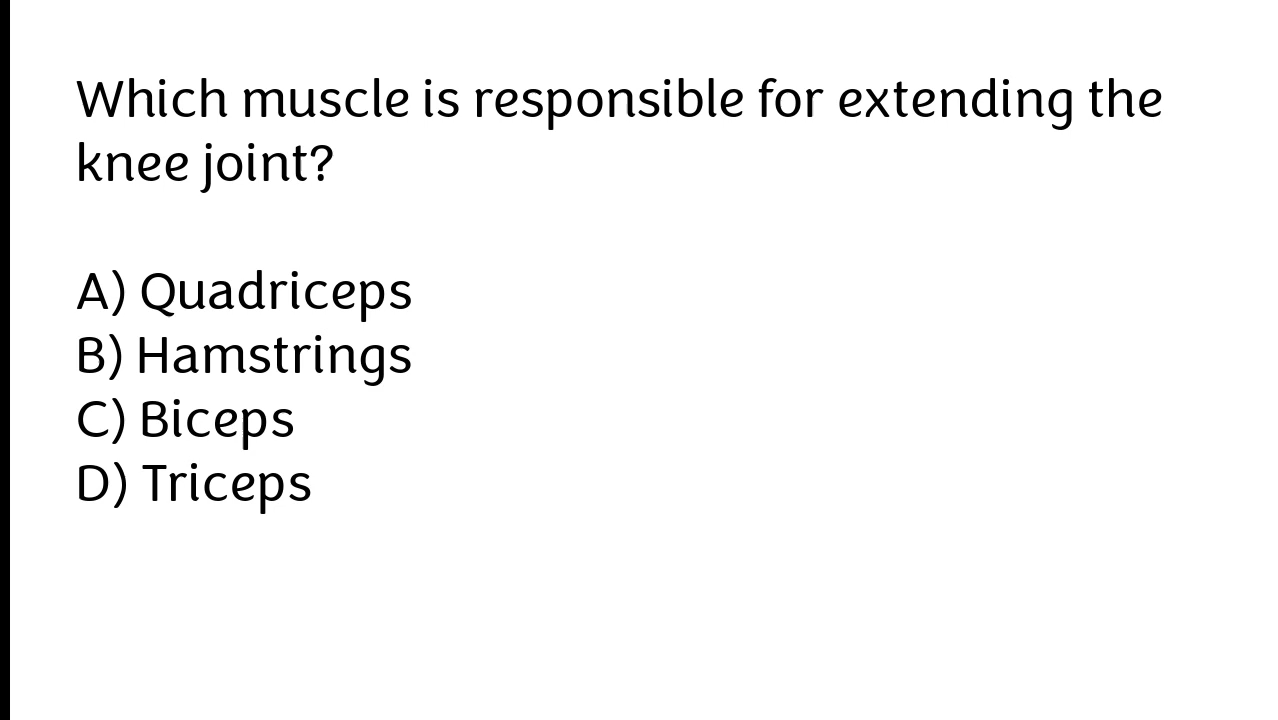 Which muscle is responsible for extending the
knee joint?
A) Quadriceps
B) Hamstrings
C) Biceps
D) Triceps